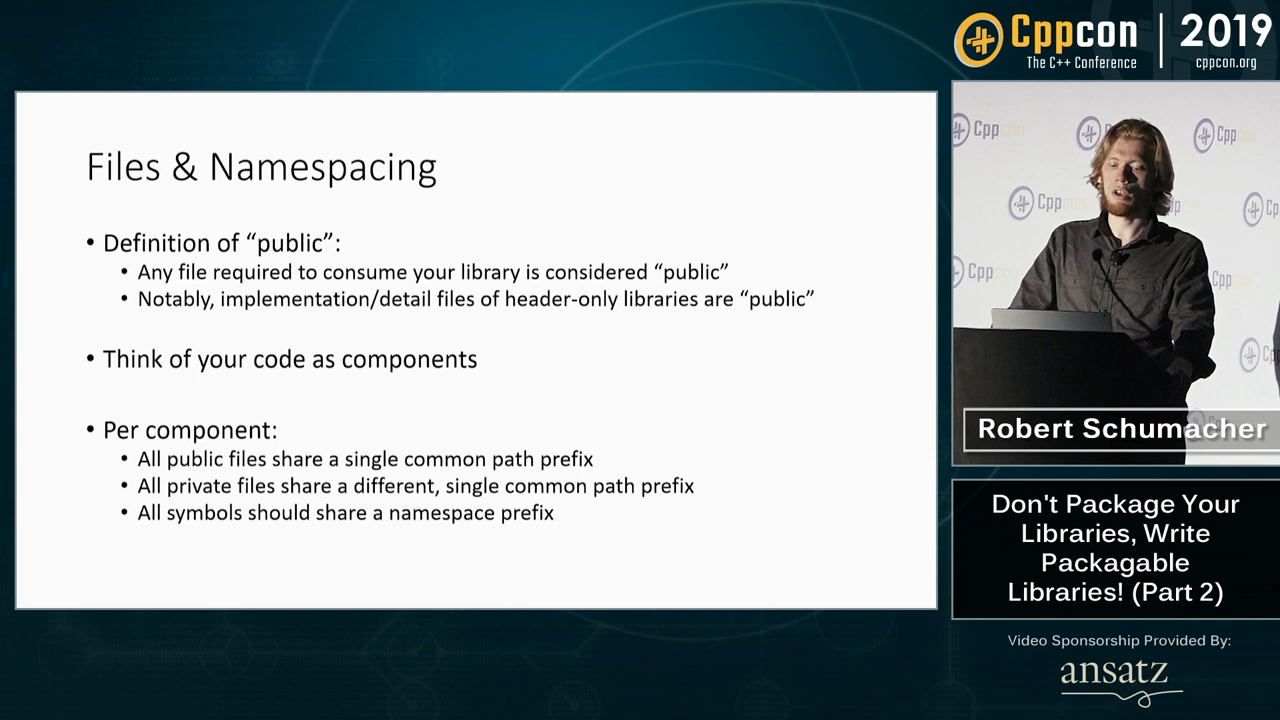 Cppcon
The C++ Conference
2019
cppcon.org
Files & Namespacing
• Definition of “public”:
• Any file required to consume your library is considered “public”
• Notably, implementation/detail files of header-only libraries are “public”
• Think of your code as components
• Per component:
• All public files share a single common path prefix
• All private files share a different, single common path prefix
• All symbols should share a namespace prefix
Cpp
Cpp
Cpp
Cpp
Robert Schumacher
Don't Package Your
Libraries, Write
Packagable
Libraries! (Part 2)
Video Sponsorship Provided By:
ansatz